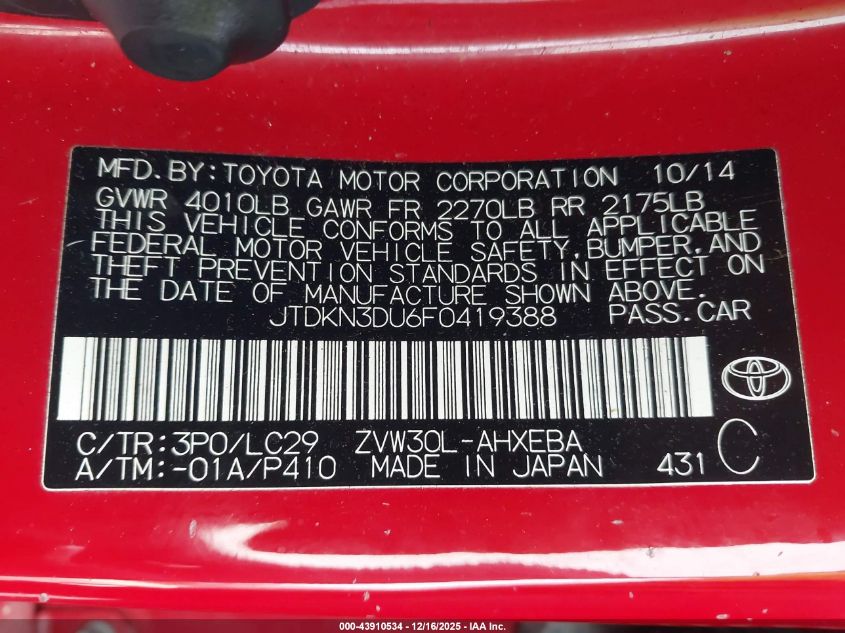 MFD.BY:TOYOTA MOTOR CORPORATION 10/14
GVWR 4010LB GAWR FR 2270LB RR 2175LB
THIS VEHICLE CONFORMS TO ALL APPLICABLE
FEDERAL MOTOR VEHICLE SAFETY,BUMPER,AND
THEFT PREVENTION STANDARDS IN EFFECT ON
THE DATE OF MANUFACTURE SHOWN ABOVE.
JTDKN3DU6F0419388 PASS.CAR
C/TR:3P0/LC29 ZVW30L-AHXEBA
A/TM:-01A/P410 MADE IN JAPAN 431 C
000-43910534 - 12/16/2025 - IAA Inc.